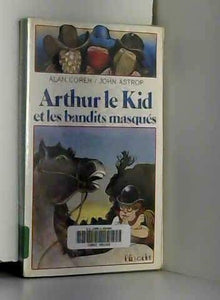 ALAN COREN / JOHN ASTROP
Arthur le Kid
et les bandits masqués